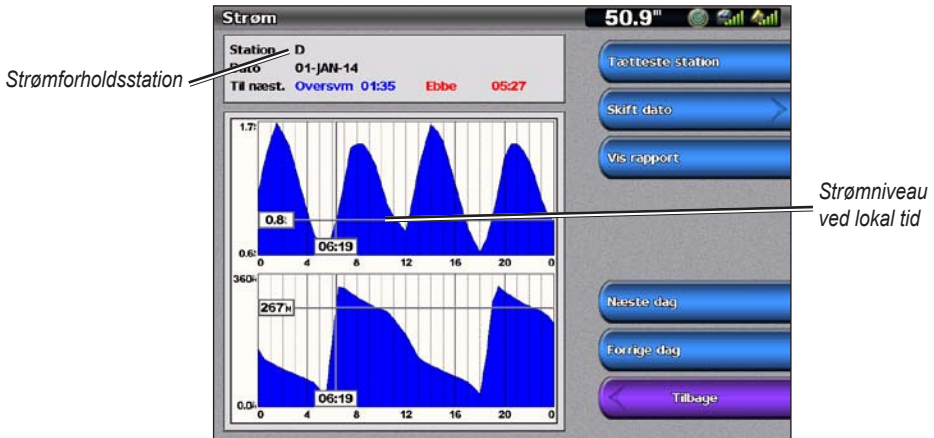 Strøm
50.9"
Station D
Dato 01-JAN-14
Til næst. Oversvm 01:35 Ebbe 05:27
Strømforholdsstation
Tætteste station
Skift dato
Vis rapport
1.7
0.8
06:19
0.6
0 4 8 12 16 20 0
Strømniveau
ved lokal tid
360
267
06:19
0.0
0 4 8 12 16 20 0
Næste dag
Forrige dag
Tilbage